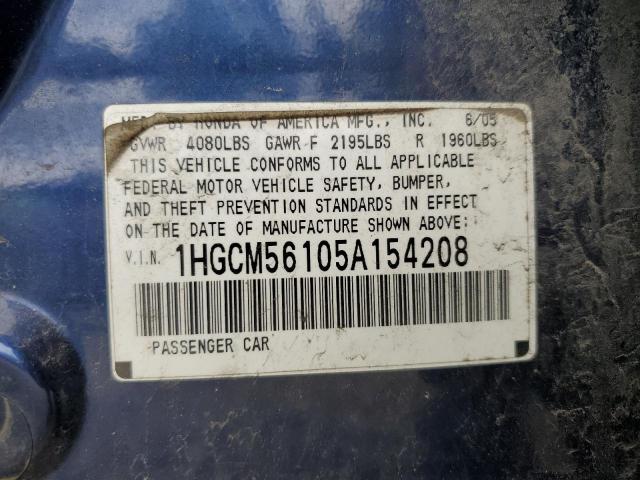 MFD BY HONDA OF AMERICA MFG., INC. 6/05
GVWR 4080LBS GAWR F 2195LBS R 1960LBS
THIS VEHICLE CONFORMS TO ALL APPLICABLE
FEDERAL MOTOR VEHICLE SAFETY, BUMPER,
AND THEFT PREVENTION STANDARDS IN EFFECT
ON THE DATE OF MANUFACTURE SHOWN ABOVE:
V.I.N. 1HGCM56105A154208
PASSENGER CAR